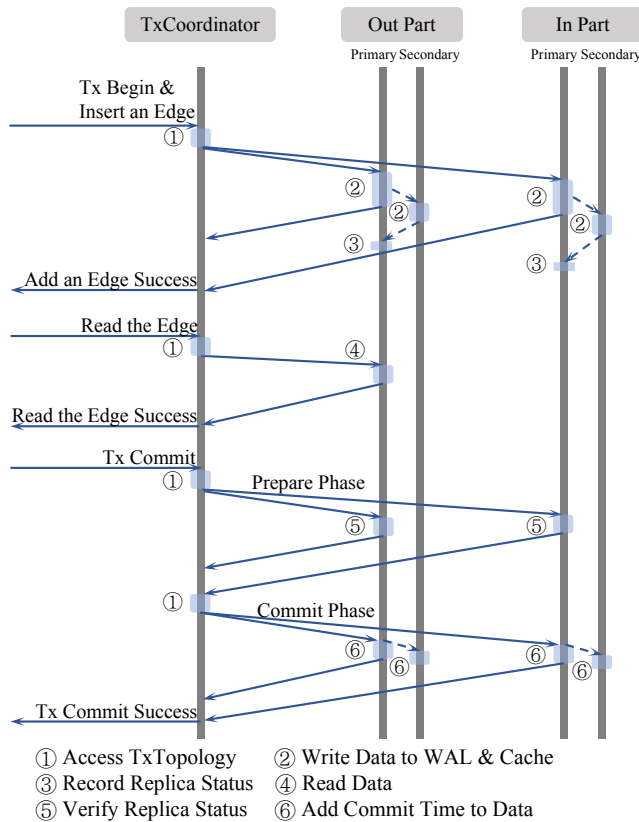 TxCoordinator Out Part In Part
Primary Secondary Primary Secondary
Tx Begin &
Insert an Edge
①
② ②
② ②
③ ③
Add an Edge Success
Read the Edge
① ④
Read the Edge Success
Tx Commit
① Prepare Phase
⑤ ⑤
① Commit Phase
⑥ ⑥ ⑥ ⑥
Tx Commit Success
① Access TxTopology ② Write Data to WAL & Cache
③ Record Replica Status ④ Read Data
⑤ Verify Replica Status ⑥ Add Commit Time to Data